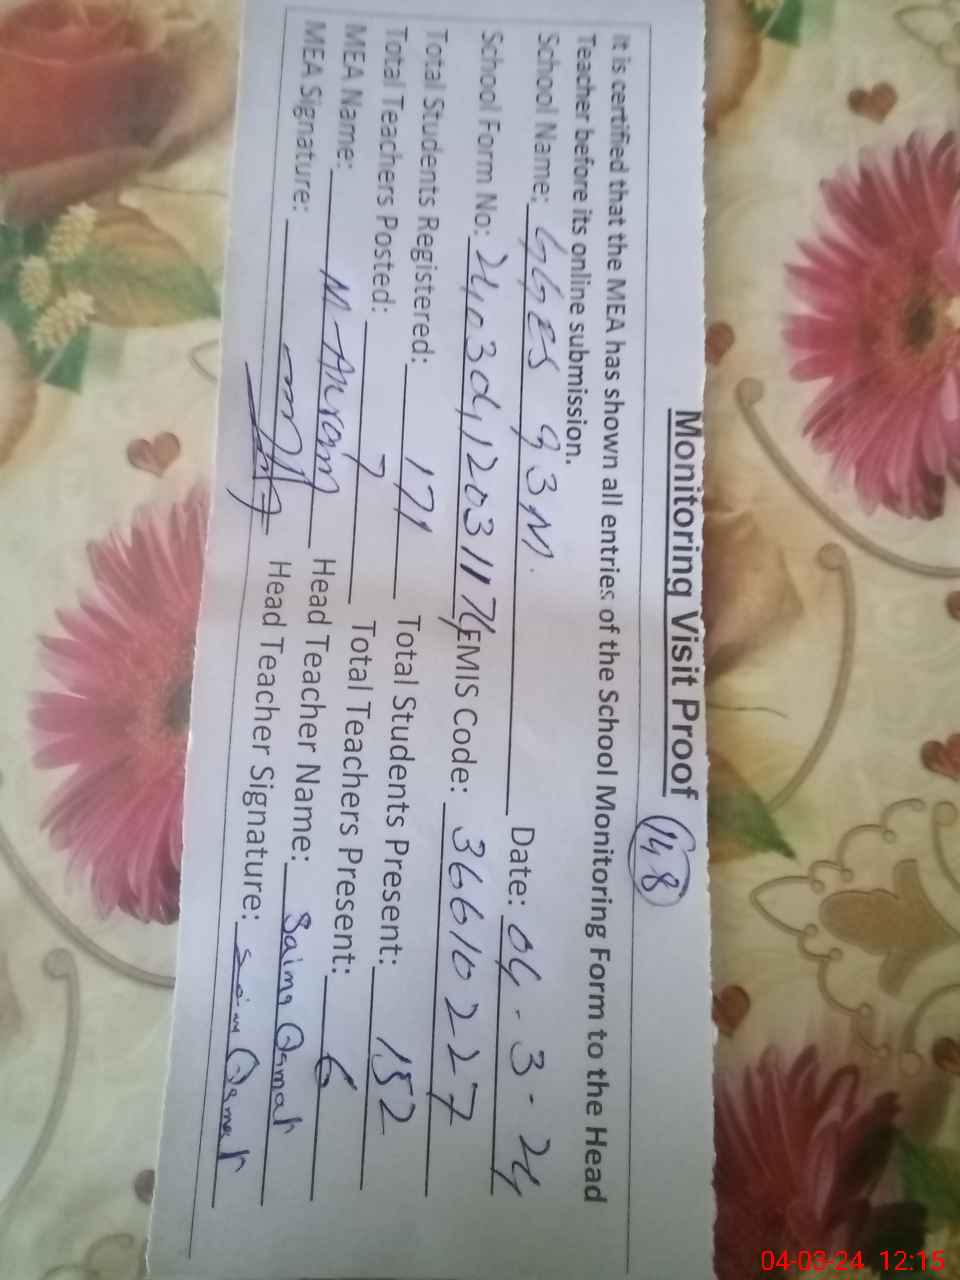 Monitoring Visit Proof 148
It is certified that the MEA has shown all entries of the School Monitoring Form to the Head
Teacher before its online submission.
School Name: GGES 93M. Date: 04-3-24
School Form No: EMIS Code: 36610227
Total Students Registered: 171 Total Students Present: 152
Total Teachers Posted: 7 Total Teachers Present: 6
MEA Name: M. Akram Head Teacher Name: Saima Qamar
MEA Signature: Head Teacher Signature: Saima Qamar
04-03-24 12:15